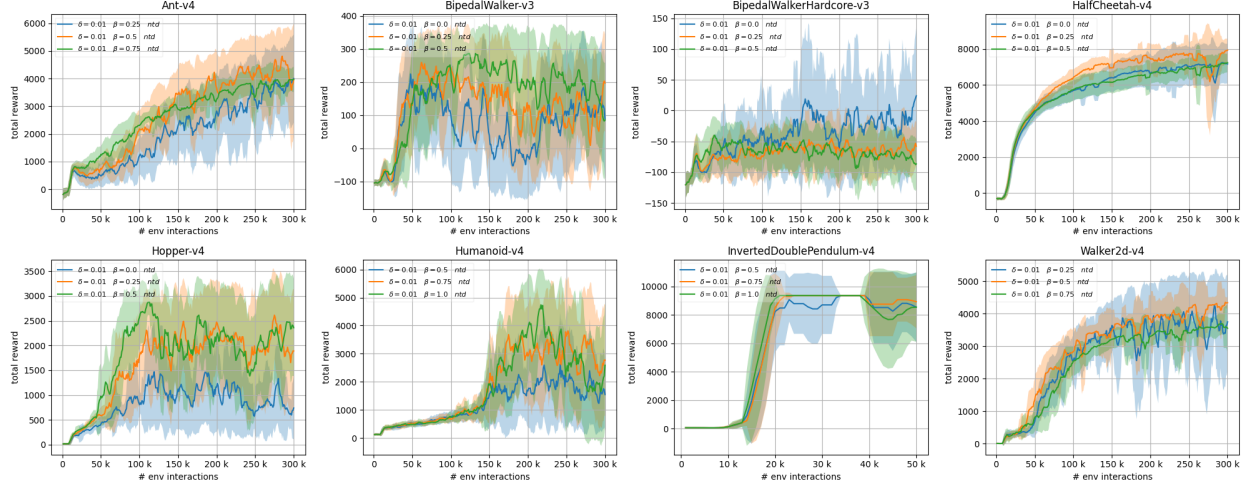 Ant-v4
6000
5000
4000
3000
2000
1000
0
total reward
δ = 0.01 β = 0.25 ntd
δ = 0.01 β = 0.5 ntd
δ = 0.01 β = 0.75 ntd
0 50 k 100 k 150 k 200 k 250 k 300 k
# env interactions
BipedalWalker-v3
400
300
200
100
0
−100
total reward
δ = 0.01 β = 0.0 ntd
δ = 0.01 β = 0.25 ntd
δ = 0.01 β = 0.5 ntd
0 50 k 100 k 150 k 200 k 250 k 300 k
# env interactions
BipedalWalkerHardcore-v3
150
100
50
0
−50
−100
−150
total reward
δ = 0.01 β = 0.0 ntd
δ = 0.01 β = 0.25 ntd
δ = 0.01 β = 0.5 ntd
0 50 k 100 k 150 k 200 k 250 k 300 k
# env interactions
HalfCheetah-v4
8000
6000
4000
2000
0
total reward
δ = 0.01 β = 0.0 ntd
δ = 0.01 β = 0.25 ntd
δ = 0.01 β = 0.5 ntd
0 50 k 100 k 150 k 200 k 250 k 300 k
# env interactions
Hopper-v4
3500
3000
2500
2000
1500
1000
500
0
total reward
δ = 0.01 β = 0.0 ntd
δ = 0.01 β = 0.25 ntd
δ = 0.01 β = 0.5 ntd
0 50 k 100 k 150 k 200 k 250 k 300 k
# env interactions
Humanoid-v4
6000
5000
4000
3000
2000
1000
0
total reward
δ = 0.01 β = 0.5 ntd
δ = 0.01 β = 0.75 ntd
δ = 0.01 β = 1.0 ntd
0 50 k 100 k 150 k 200 k 250 k 300 k
# env interactions
InvertedDoublePendulum-v4
10000
8000
6000
4000
2000
0
total reward
δ = 0.01 β = 0.5 ntd
δ = 0.01 β = 0.75 ntd
δ = 0.01 β = 1.0 ntd
0 10 k 20 k 30 k 40 k 50 k
# env interactions
Walker2d-v4
5000
4000
3000
2000
1000
0
total reward
δ = 0.01 β = 0.25 ntd
δ = 0.01 β = 0.5 ntd
δ = 0.01 β = 0.75 ntd
0 50 k 100 k 150 k 200 k 250 k 300 k
# env interactions